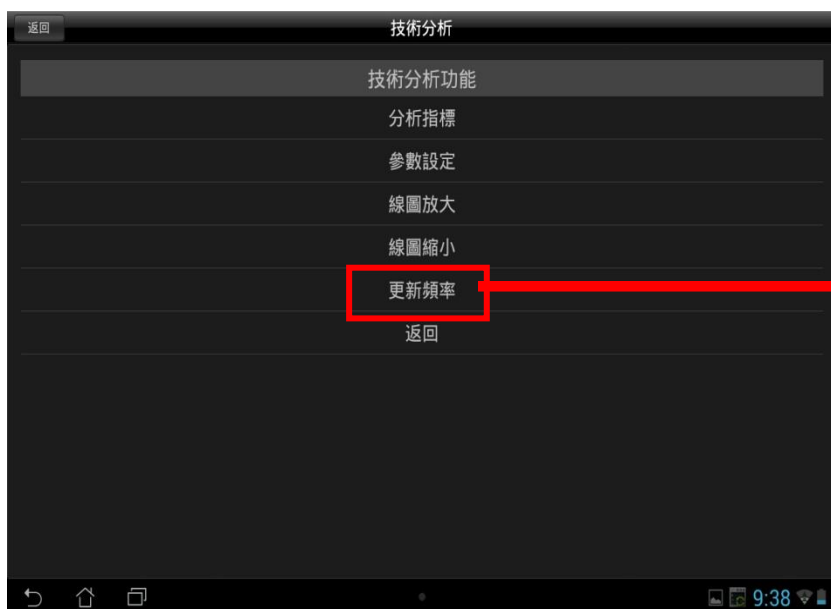 返回
技術分析
技術分析功能
分析指標
參數設定
線圖放大
線圖縮小
更新頻率
返回
9:38